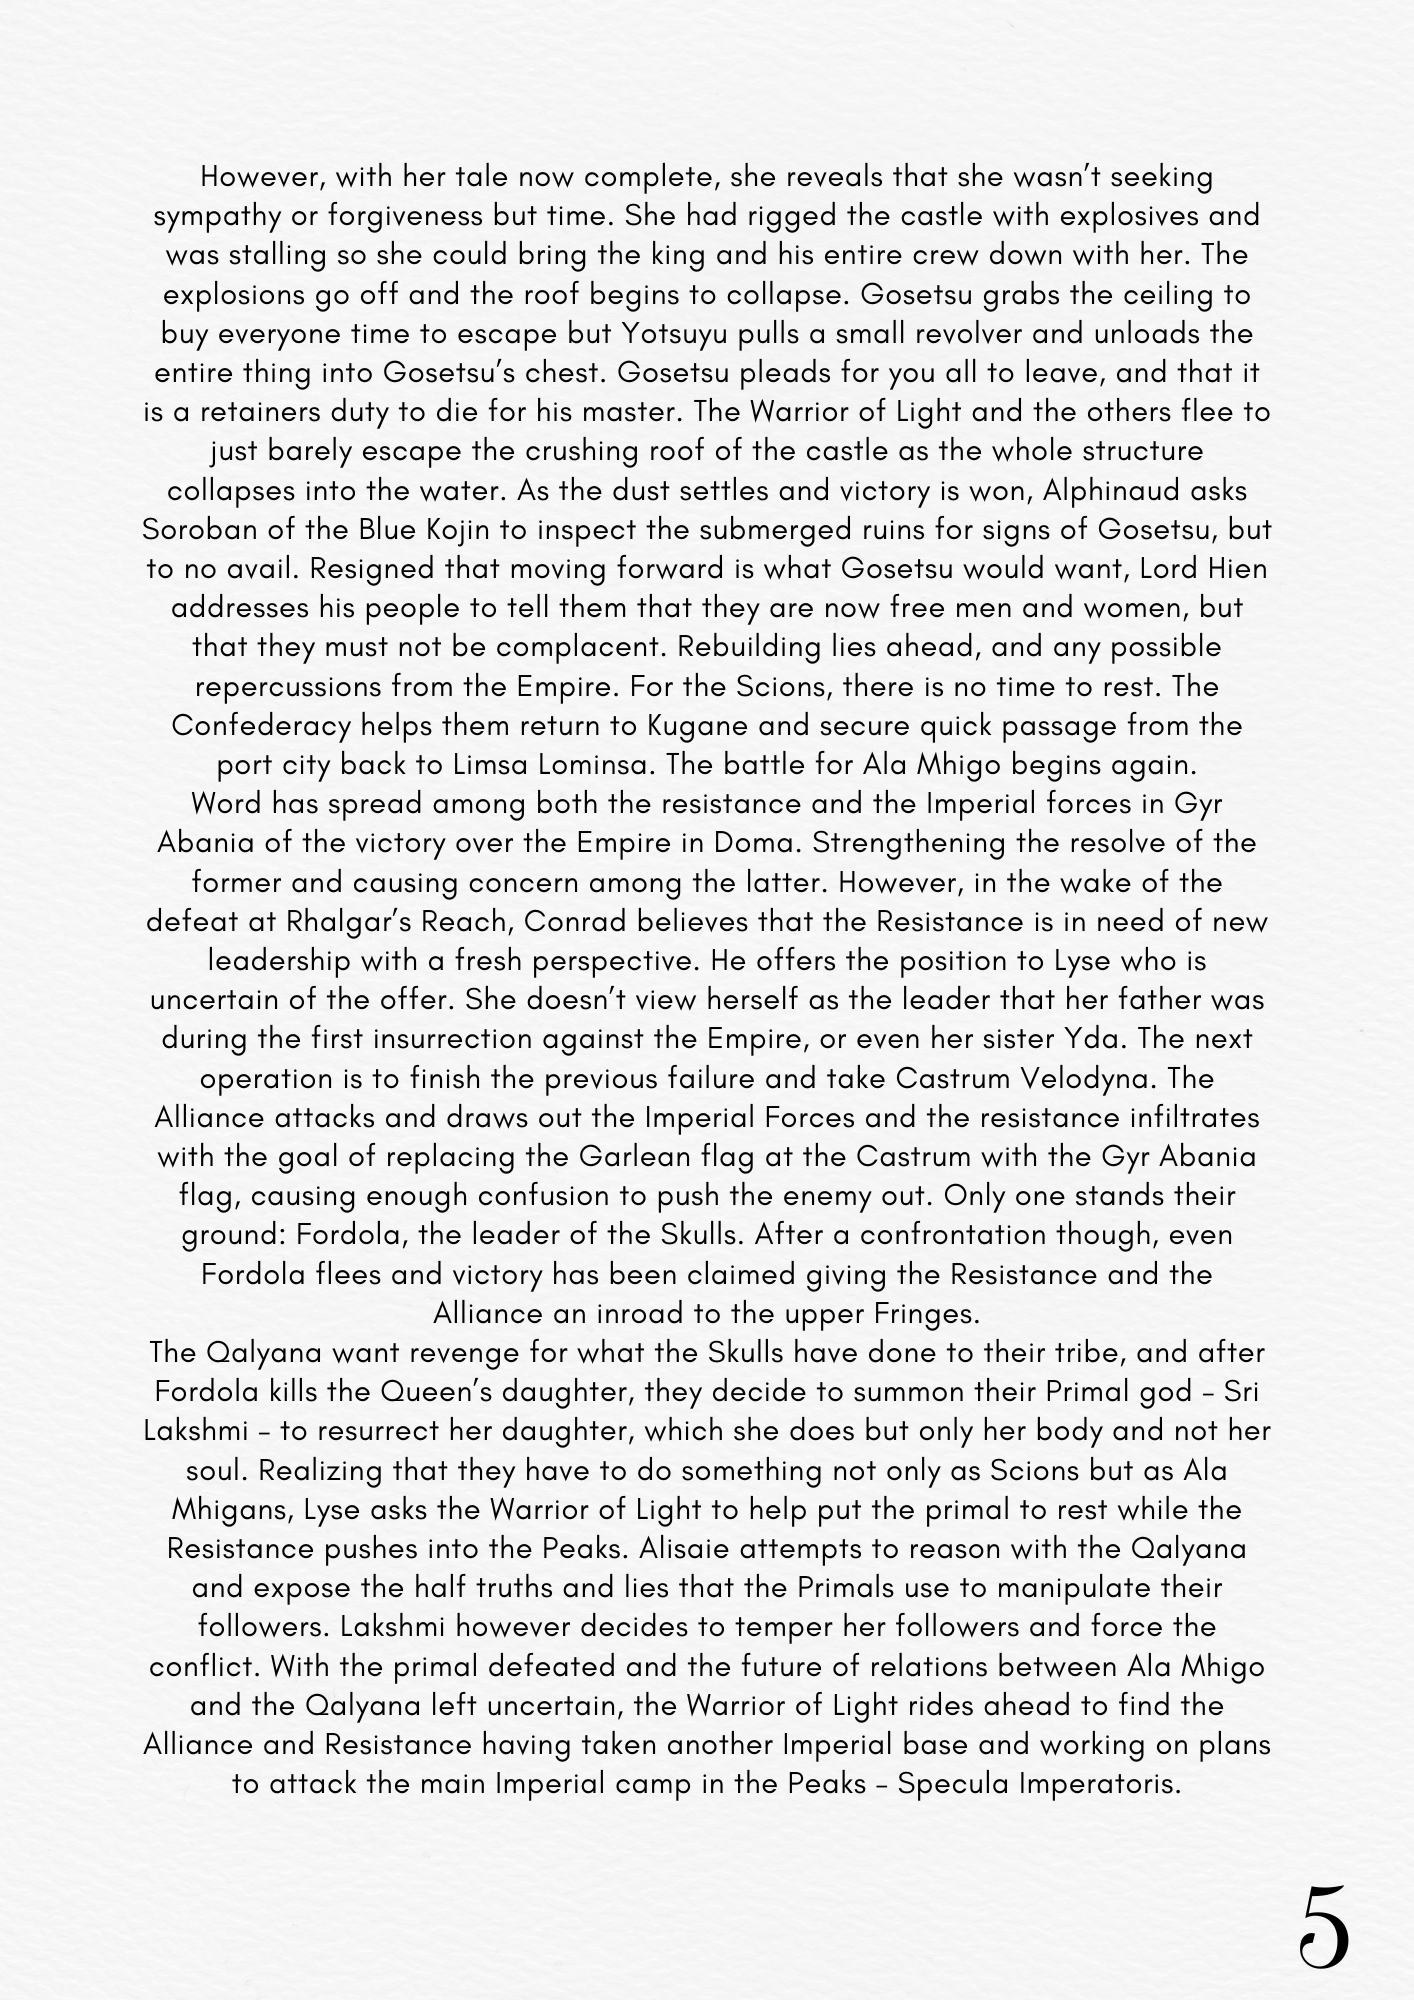 However, with her tale now complete, she reveals that she wasn’t seeking
sympathy or forgiveness but time. She had rigged the castle with explosives and
was stalling so she could bring the king and his entire crew down with her. The
explosions go off and the roof begins to collapse. Gosetsu grabs the ceiling to
buy everyone time to escape but Yotsuyu pulls a small revolver and unloads the
entire thing into Gosetsu’s chest. Gosetsu pleads for you all to leave, and that it
is a retainers duty to die for his master. The Warrior of Light and the others flee to
just barely escape the crushing roof of the castle as the whole structure
collapses into the water. As the dust settles and victory is won, Alphinaud asks
Soroban of the Blue Kojin to inspect the submerged ruins for signs of Gosetsu, but
to no avail. Resigned that moving forward is what Gosetsu would want, Lord Hien
addresses his people to tell them that they are now free men and women, but
that they must not be complacent. Rebuilding lies ahead, and any possible
repercussions from the Empire. For the Scions, there is no time to rest. The
Confederacy helps them return to Kugane and secure quick passage from the
port city back to Limsa Lominsa. The battle for Ala Mhigo begins again.
Word has spread among both the resistance and the Imperial forces in Gyr
Abania of the victory over the Empire in Doma. Strengthening the resolve of the
former and causing concern among the latter. However, in the wake of the
defeat at Rhalgar’s Reach, Conrad believes that the Resistance is in need of new
leadership with a fresh perspective. He offers the position to Lyse who is
uncertain of the offer. She doesn’t view herself as the leader that her father was
during the first insurrection against the Empire, or even her sister Yda. The next
operation is to finish the previous failure and take Castrum Velodyna. The
Alliance attacks and draws out the Imperial Forces and the resistance infiltrates
with the goal of replacing the Garlean flag at the Castrum with the Gyr Abania
flag, causing enough confusion to push the enemy out. Only one stands their
ground: Fordola, the leader of the Skulls. After a confrontation though, even
Fordola flees and victory has been claimed giving the Resistance and the
Alliance an inroad to the upper Fringes.
The Qalyana want revenge for what the Skulls have done to their tribe, and after
Fordola kills the Queen’s daughter, they decide to summon their Primal god – Sri
Lakshmi – to resurrect her daughter, which she does but only her body and not her
soul. Realizing that they have to do something not only as Scions but as Ala
Mhigans, Lyse asks the Warrior of Light to help put the primal to rest while the
Resistance pushes into the Peaks. Alisaie attempts to reason with the Qalyana
and expose the half truths and lies that the Primals use to manipulate their
followers. Lakshmi however decides to temper her followers and force the
conflict. With the primal defeated and the future of relations between Ala Mhigo
and the Qalyana left uncertain, the Warrior of Light rides ahead to find the
Alliance and Resistance having taken another Imperial base and working on plans
to attack the main Imperial camp in the Peaks – Specula Imperatoris.
5